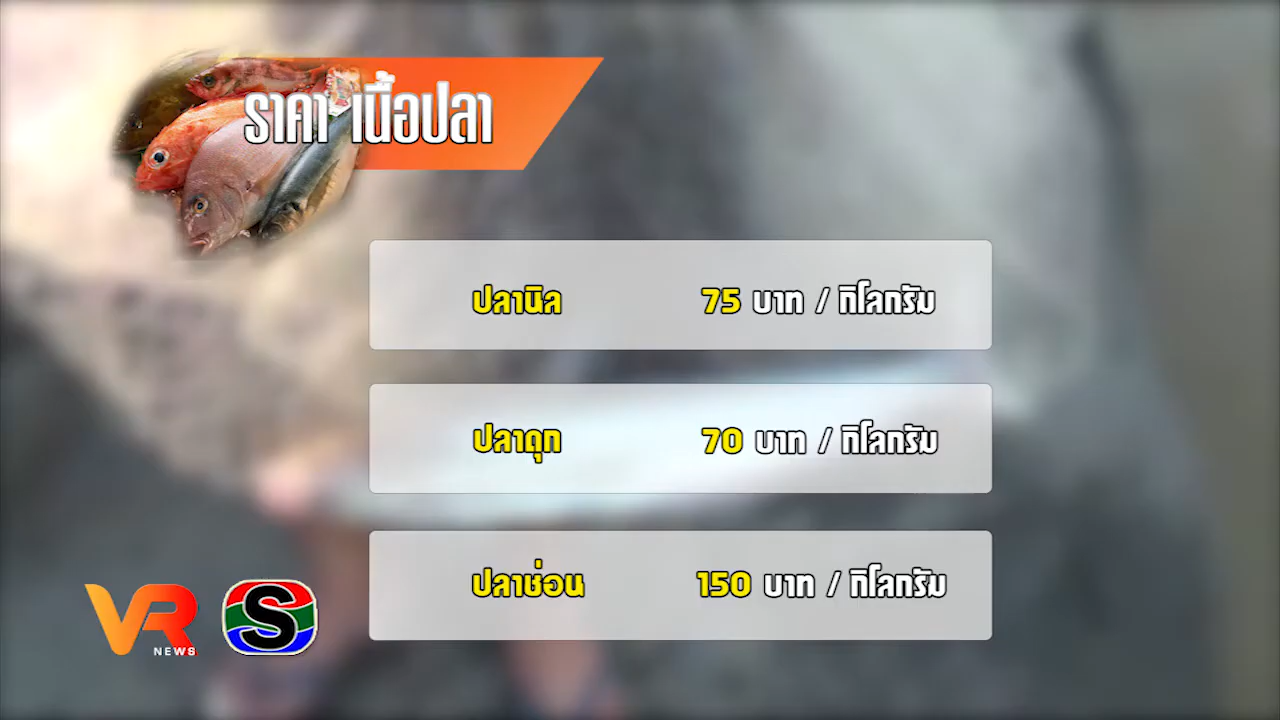 ราคา เนื้อปลา
ปลานิล 75 บาท / กิโลกรัม
ปลาดุก 70 บาท / กิโลกรัม
ปลาช่อน 150 บาท / กิโลกรัม
VR NEWS S